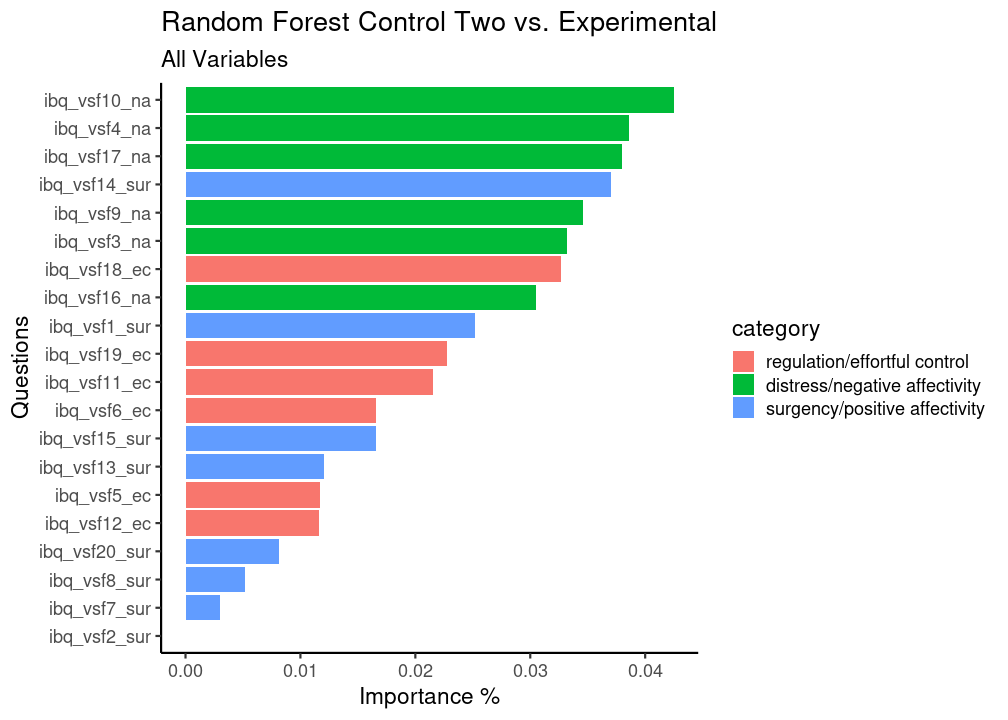 Random Forest Control Two vs. Experimental
All Variables
Questions
ibq_vsf10_na
ibq_vsf4_na
ibq_vsf17_na
ibq_vsf14_sur
ibq_vsf9_na
ibq_vsf3_na
ibq_vsf18_ec
ibq_vsf16_na
ibq_vsf1_sur
ibq_vsf19_ec
ibq_vsf11_ec
ibq_vsf6_ec
ibq_vsf15_sur
ibq_vsf13_sur
ibq_vsf5_ec
ibq_vsf12_ec
ibq_vsf20_sur
ibq_vsf8_sur
ibq_vsf7_sur
ibq_vsf2_sur
0.00 0.01 0.02 0.03 0.04
Importance %
category
regulation/effortful control
distress/negative affectivity
surgency/positive affectivity